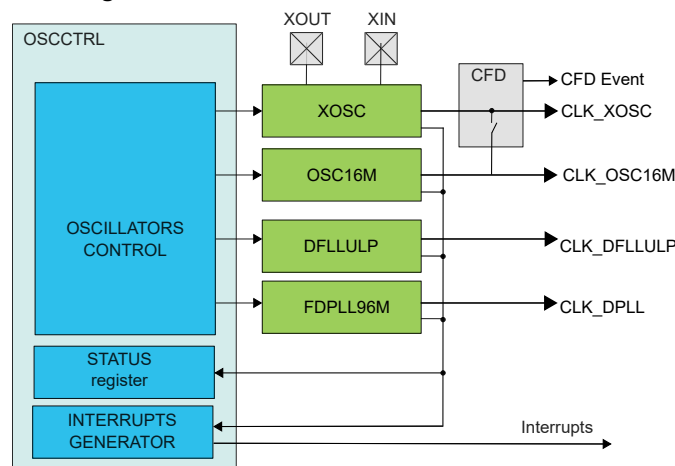 XOUT XIN
OSCCTRL
CFD
CFD Event
XOSC
CLK_XOSC
OSC16M
CLK_OSC16M
OSCILLATORS
CONTROL
DFLLULP
CLK_DFLLULP
FDPLL96M
CLK_DPLL
STATUS
register
INTERRUPTS
GENERATOR
Interrupts